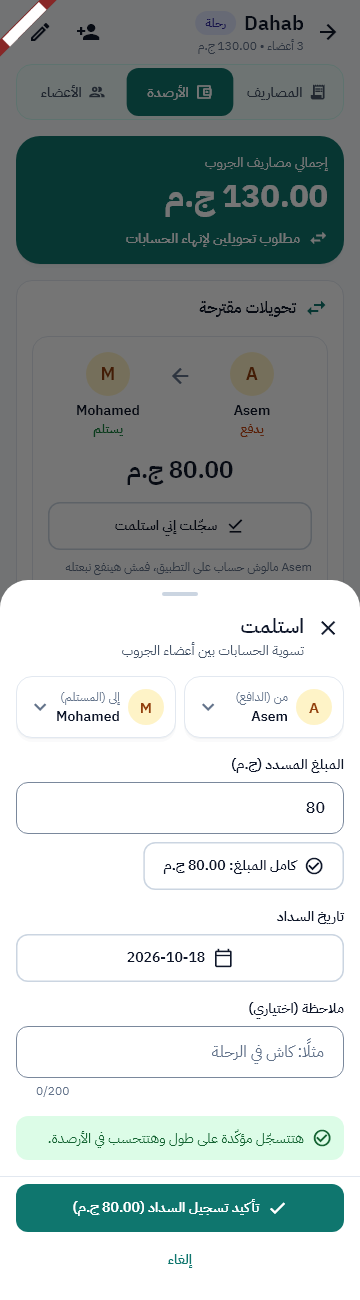 Dahab رحلة
3 أعضاء • 130.00 ج.م
المصاريف
الأرصدة
الأعضاء
إجمالي مصاريف الجروب
130.00 ج.م
مطلوب تحويلين لإنهاء الحسابات
تحويلات مقترحة
A
M
Asem
Mohamed
يدفع
يستلم
80.00 ج.م
سجّلت إني استلمت
Asem مالوش حساب على التطبيق، فمش هينفع نبعتله
استلمت
تسوية الحسابات بين أعضاء الجروب
A
من (الدافع)
Asem
M
إلى (المستلم)
Mohamed
المبلغ المسدد (ج.م)
80
كامل المبلغ: 80.00 ج.م
تاريخ السداد
2026-10-18
ملاحظة (اختياري)
مثلًا: كاش في الرحلة
0/200
هتتسجّل مؤكّدة على طول وهتتحسب في الأرصدة.
تأكيد تسجيل السداد (80.00 ج.م)
إلغاء